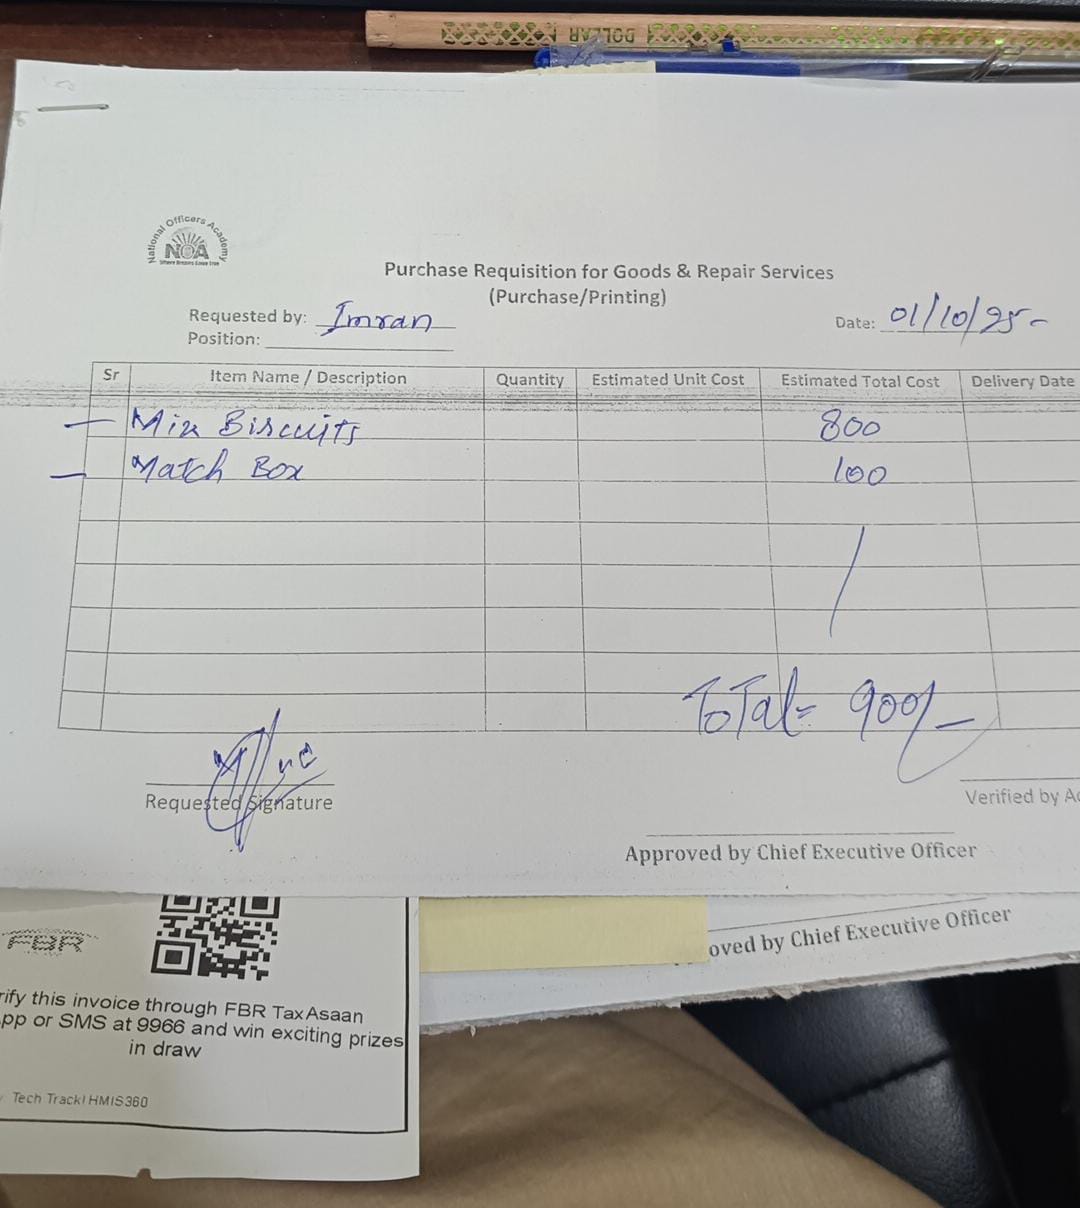 DOLLAR
National Officers Academy
NOA
Purchase Requisition for Goods & Repair Services
(Purchase/Printing)
Requested by: Imran
Date: 01/10/25-
Position:
Sr Item Name / Description Quantity Estimated Unit Cost Estimated Total Cost Delivery Date
— Mix Biscuits 800
— Match Box 100
ToTal= 900/-
Requested Signature
Verified by Ac
Approved by Chief Executive Officer
oved by Chief Executive Officer
FBR
rify this invoice through FBR TaxAsaan
pp or SMS at 9966 and win exciting prizes
in draw
Tech Track HMIS360